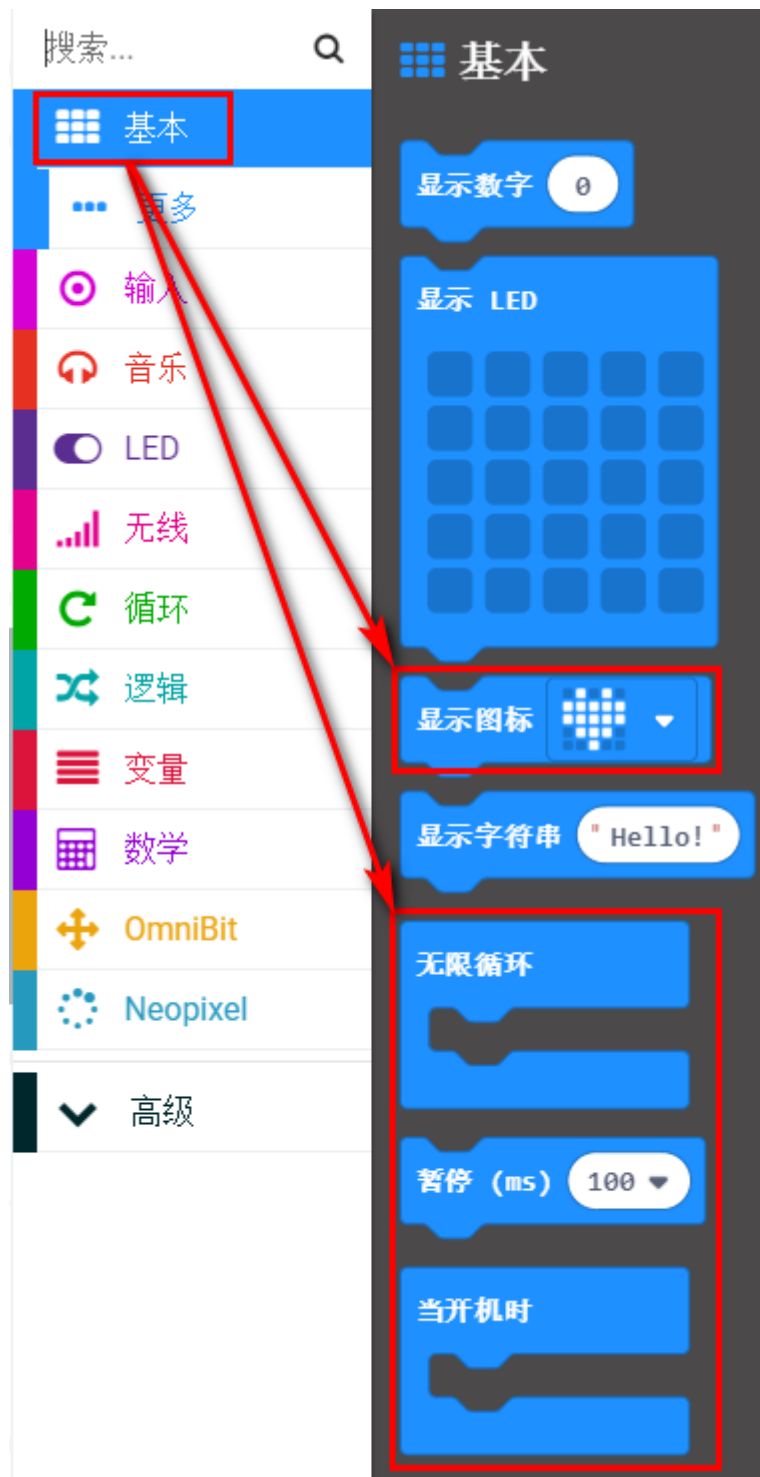 搜索...
基本
更多
输入
音乐
LED
无线
循环
逻辑
变量
数学
OmniBit
Neopixel
高级
基本
显示数字 0
显示 LED
显示图标
显示字符串 "Hello!"
无限循环
暂停 (ms) 100
当开机时